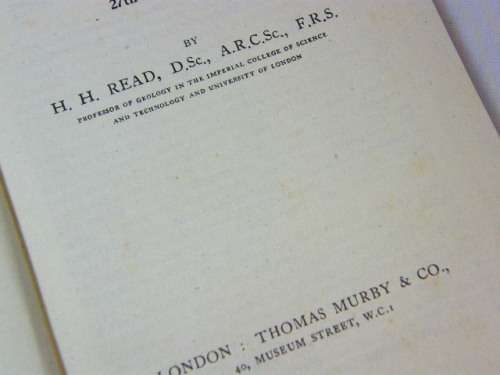 27th
BY
H. H. READ, D.Sc., A.R.C.Sc., F.R.S.
PROFESSOR OF GEOLOGY IN THE IMPERIAL COLLEGE OF SCIENCE
AND TECHNOLOGY AND UNIVERSITY OF LONDON
LONDON : THOMAS MURBY & CO.,
40, MUSEUM STREET, W.C.1